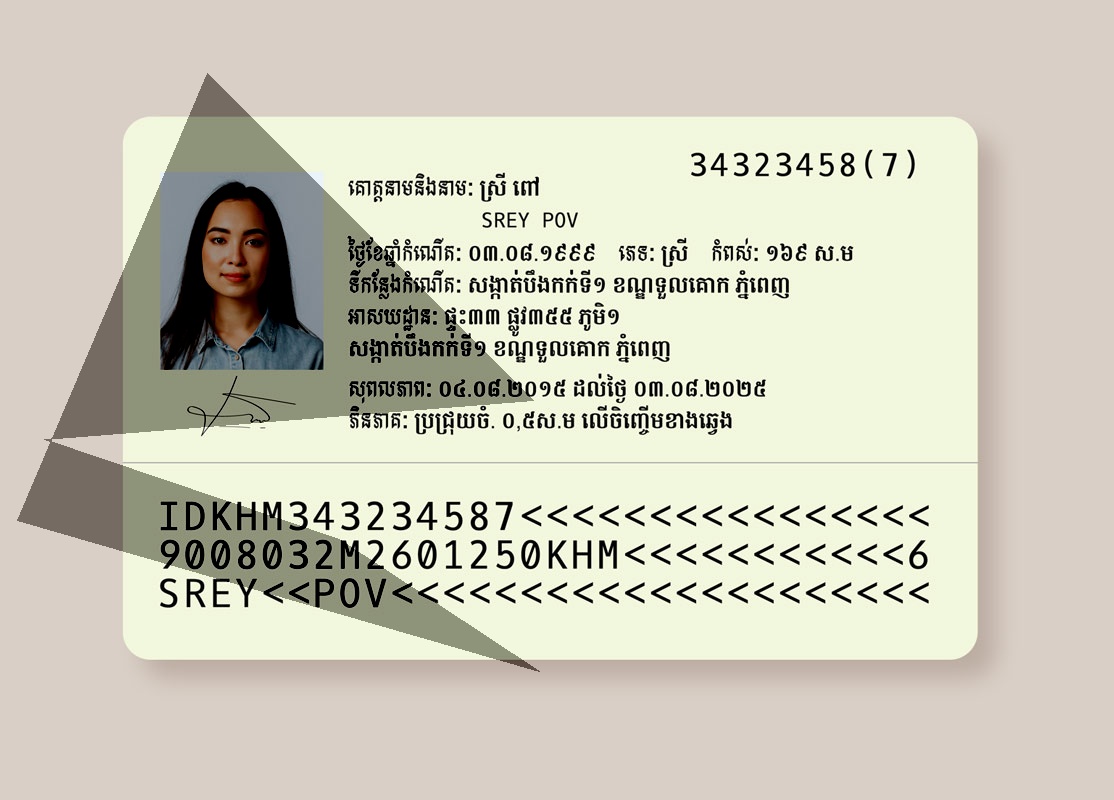 34323458(7)
គោត្តនាមនិងនាម: ស្រី ពៅ
SREY POV
ថ្ងៃខែឆ្នាំកំណើត: ០៣.០៨.១៩៩៩ ភេទ: ស្រី កំពស់: ១៦៩ ស.ម
ទីកន្លែងកំណើត: សង្កាត់បឹងកក់ទី១ ខណ្ឌទួលគោក ភ្នំពេញ
អាសយដ្ឋាន: ផ្ទះ៣៣ ផ្លូវ៣៥៥ ភូមិ១
សង្កាត់បឹងកក់ទី១ ខណ្ឌទួលគោក ភ្នំពេញ
សុពលភាព: ០៤.០៨.២០១៥ ដល់ថ្ងៃ ០៣.០៨.២០២៥
ភិនភាគ: ប្រជ្រុយចំ. ០,៥ស.ម លើចិញ្ចើមខាងឆ្វេង
IDKHM343234587<<<<<<<<<<<<<<<<
9008032M2601250KHM<<<<<<<<<<<6
SREY<<POV<<<<<<<<<<<<<<<<<<<<<